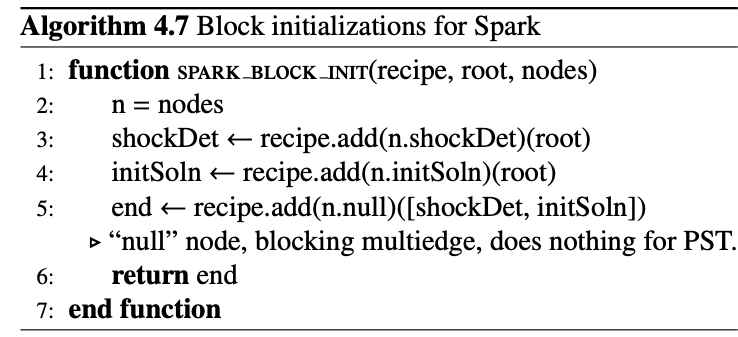 Algorithm 4.7 Block initializations for Spark
1: function SPARK_BLOCK_INIT(recipe, root, nodes)
2: n = nodes
3: shockDet ← recipe.add(n.shockDet)(root)
4: initSoln ← recipe.add(n.initSoln)(root)
5: end ← recipe.add(n.null)([shockDet, initSoln])
▹ “null” node, blocking multiedge, does nothing for PST.
6: return end
7: end function